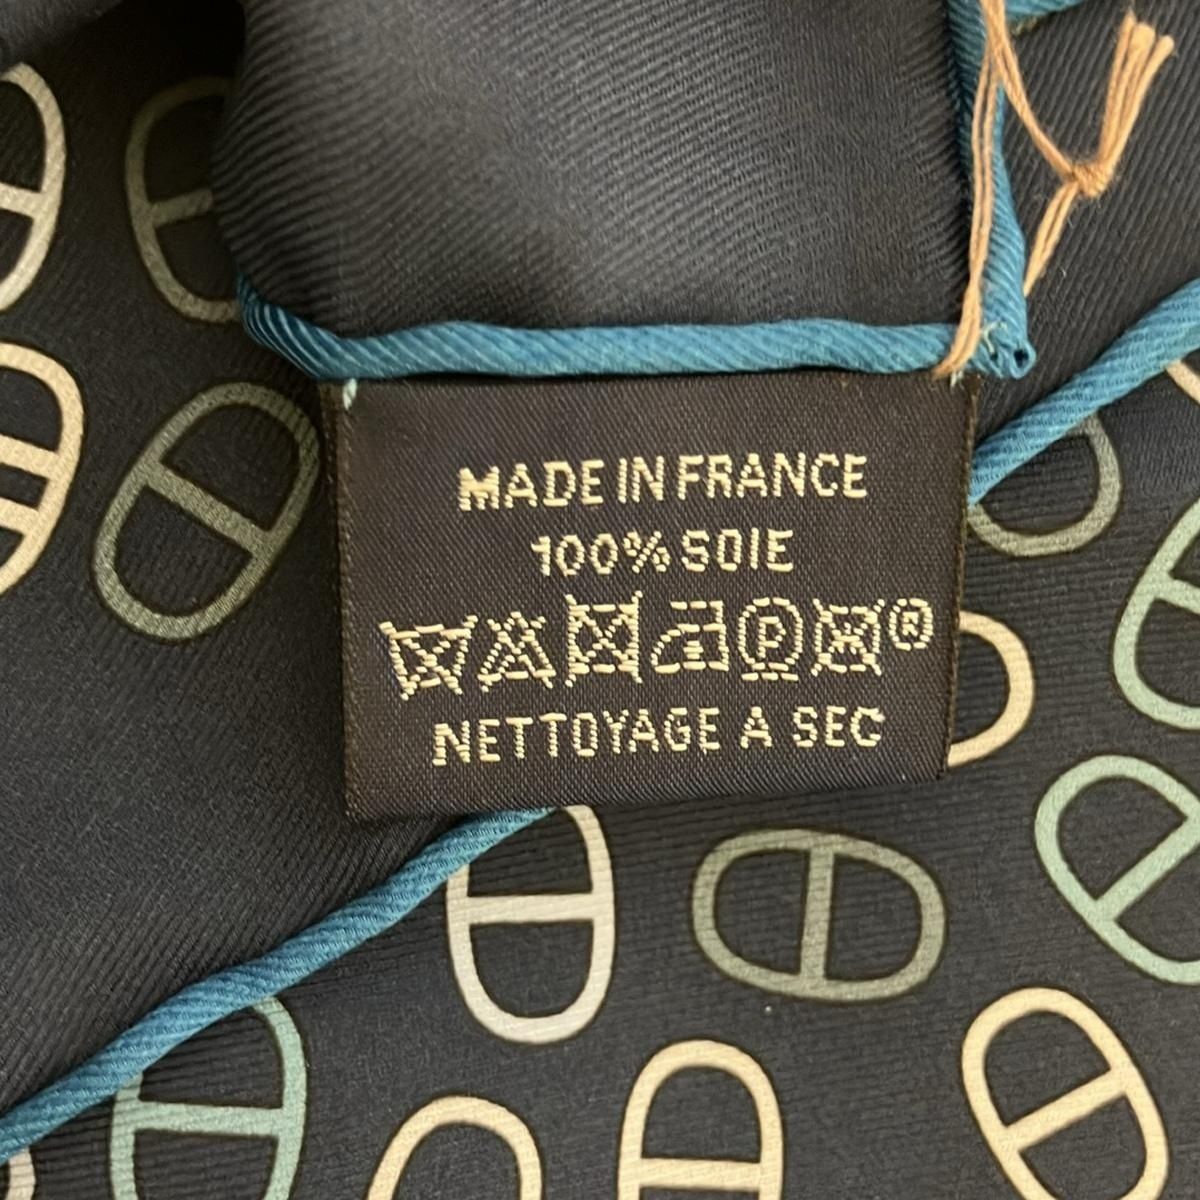 MADE IN FRANCE
100% SOIE
P ®
NETTOYAGE A SEC